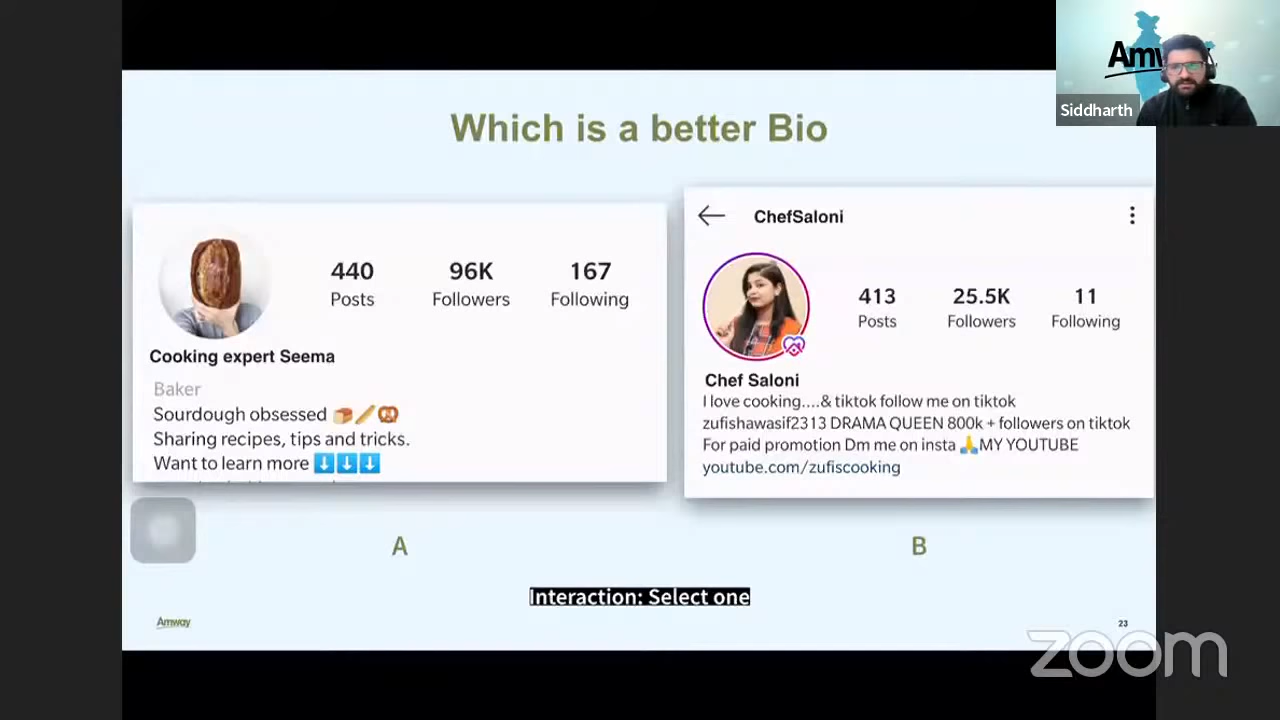 Amway
Siddharth
Which is a better Bio
440
Posts
96K
Followers
167
Following
Cooking expert Seema
Baker
Sourdough obsessed 🍞🥖🥨
Sharing recipes, tips and tricks.
Want to learn more ⬇️⬇️⬇️
ChefSaloni
413
Posts
25.5K
Followers
11
Following
Chef Saloni
I love cooking....& tiktok follow me on tiktok
zufishawasif2313 DRAMA QUEEN 800k + followers on tiktok
For paid promotion Dm me on insta 🙏MY YOUTUBE
youtube.com/zufiscooking
A
B
Interaction: Select one
Amway
23
zoom